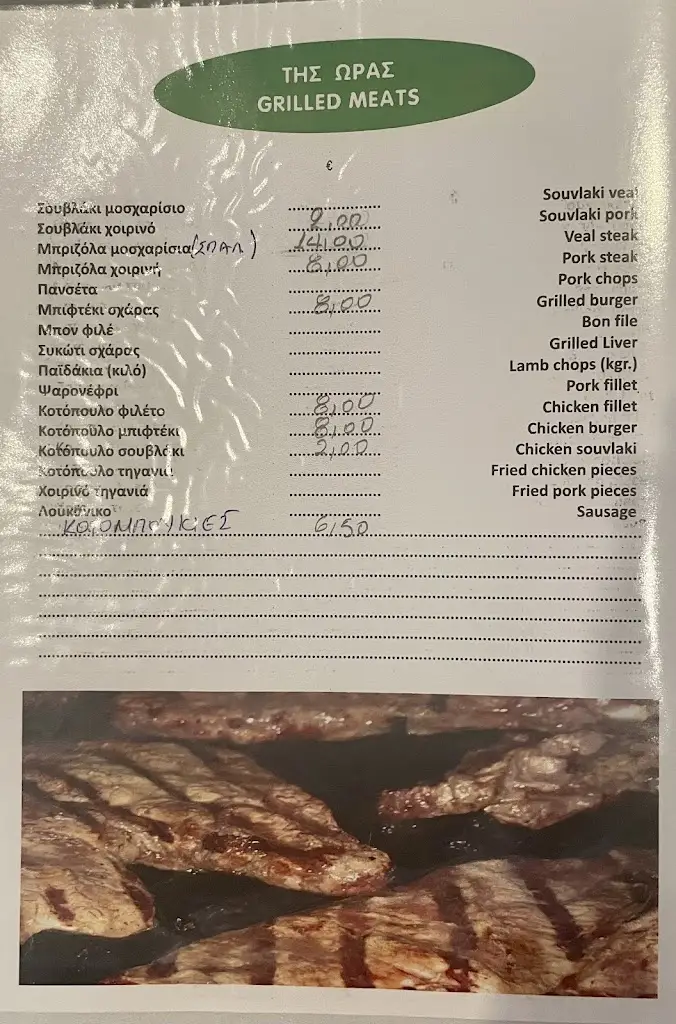 ΤΗΣ ΩΡΑΣ
GRILLED MEATS
€
Σουβλάκι μοσχαρίσιο ........ Souvlaki veal
Σουβλάκι χοιρινό 2,00 Souvlaki pork
Μπριζόλα μοσχαρίσια (ΣΠΑΛ) 14,00 Veal steak
Μπριζόλα χοιρινή 8,00 Pork steak
Πανσέτα ........ Pork chops
Μπιφτέκι σχάρας 8,00 Grilled burger
Μπον φιλέ ........ Bon file
Συκώτι σχάρας ........ Grilled Liver
Παϊδάκια (κιλό) ........ Lamb chops (kgr.)
Ψαρονέφρι ........ Pork fillet
Κοτόπουλο φιλέτο 8,00 Chicken fillet
Κοτόπουλο μπιφτέκι 8,00 Chicken burger
Κοτόπουλο σουβλάκι 2,00 Chicken souvlaki
Κοτόπουλο τηγανιά ........ Fried chicken pieces
Χοιρινό τηγανιά ........ Fried pork pieces
Λουκάνικο ........ Sausage
6,50